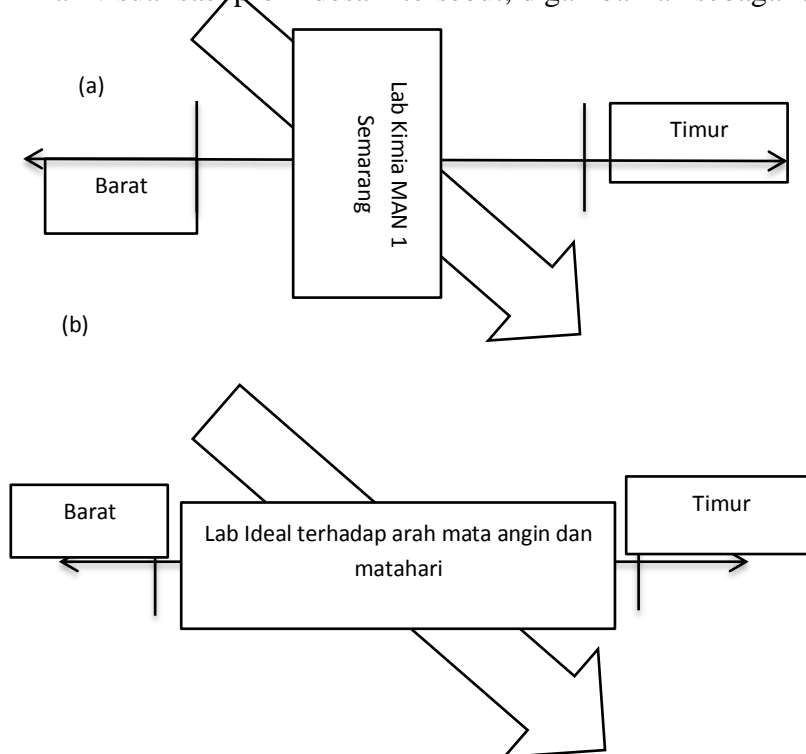 (a)
Lab Kimia MAN 1
Semarang
Timur
Barat
(b)
Barat
Timur
Lab Ideal terhadap arah mata angin dan
matahari